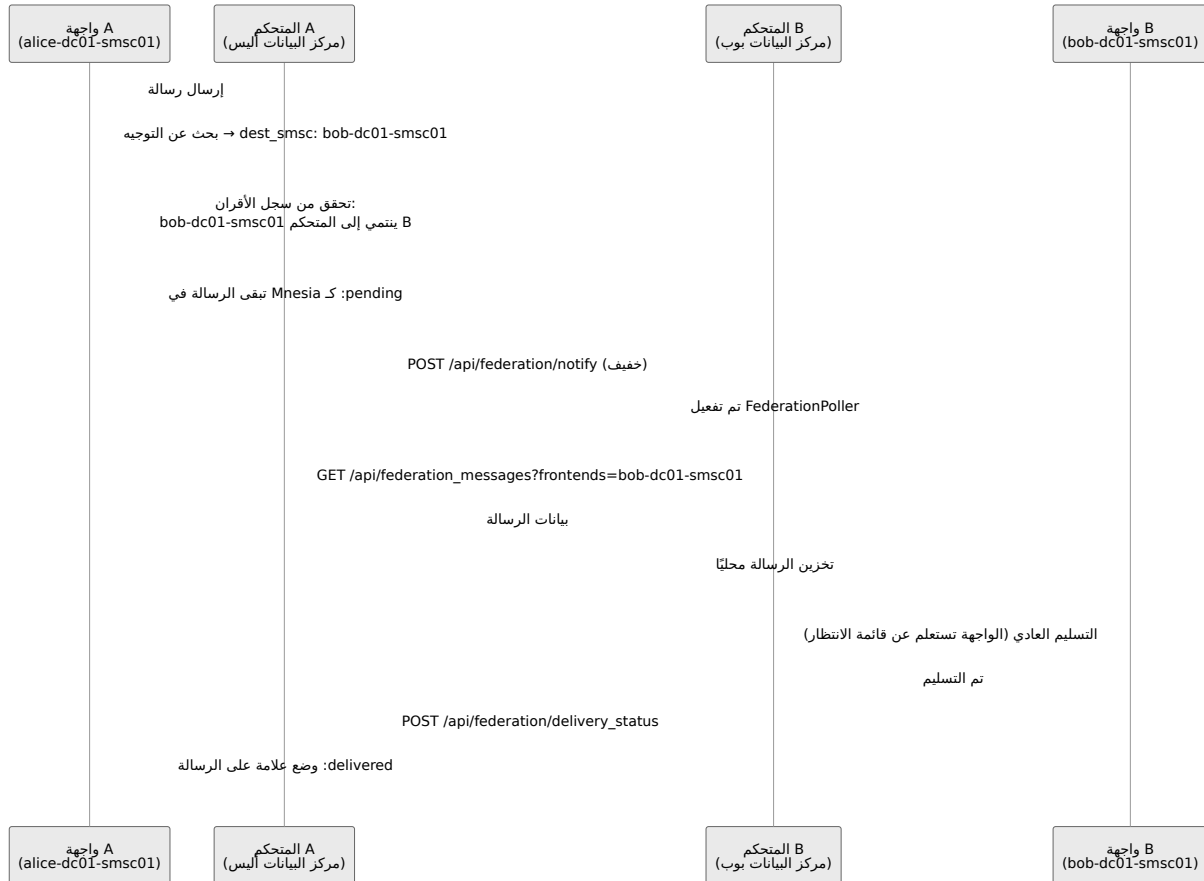 واجهة A
(alice-dc01-smsc01)
المتحكم A
(مركز البيانات أليس)
المتحكم B
(مركز البيانات بوب)
واجهة B
(bob-dc01-smsc01)
إرسال رسالة
بحث عن التوجيه → dest_smsc: bob-dc01-smsc01
تحقق من سجل الأقران:
bob-dc01-smsc01 ينتمي إلى المتحكم B
تبقى الرسالة في Mnesia كـ :pending
POST /api/federation/notify (خفيف)
تم تفعيل FederationPoller
GET /api/federation_messages?frontends=bob-dc01-smsc01
بيانات الرسالة
تخزين الرسالة محليًا
التسليم العادي (الواجهة تستعلم عن قائمة الانتظار)
تم التسليم
POST /api/federation/delivery_status
وضع علامة على الرسالة :delivered
واجهة A
(alice-dc01-smsc01)
المتحكم A
(مركز البيانات أليس)
المتحكم B
(مركز البيانات بوب)
واجهة B
(bob-dc01-smsc01)